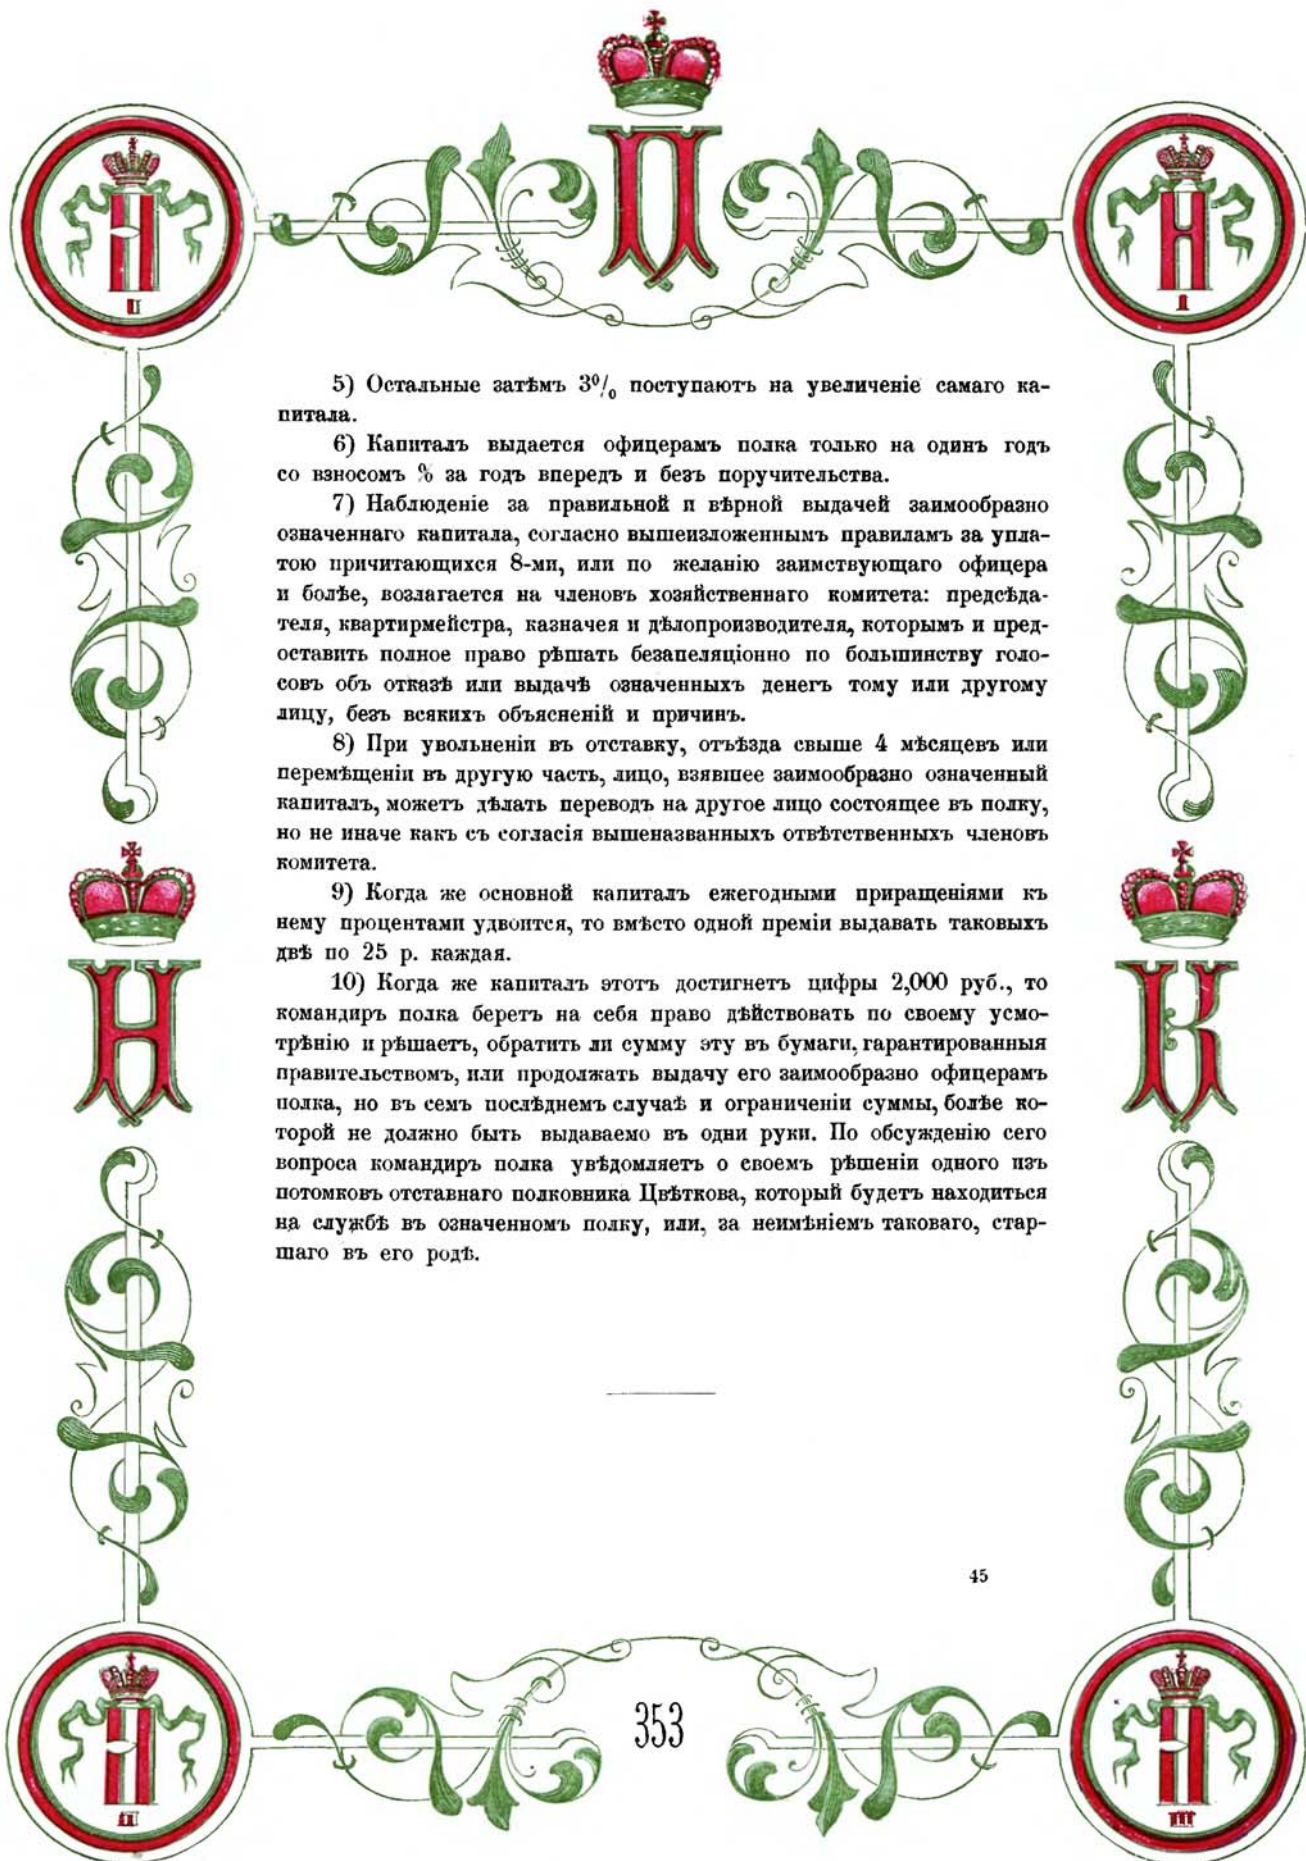 П
5) Остальные затѣмъ 3% поступаютъ на увеличеніе самаго ка-
питала.
6) Капиталъ выдается офицерамъ полка только на одинъ годъ
со взносомъ % за годъ впередъ и безъ поручительства.
7) Наблюденіе за правильной и вѣрной выдачей заимообразно
означеннаго капитала, согласно вышеизложеннымъ правиламъ за упла-
тою причитающихся 8-ми, или по желанію заимствующаго офицера
и болѣе, возлагается на членовъ хозяйственнаго комитета: предсѣда-
теля, квартирмейстра, казначея и дѣлопроизводителя, которымъ и пред-
оставить полное право рѣшать безапеляціонно по большинству голо-
совъ объ отказѣ или выдачѣ означенныхъ денегъ тому или другому
лицу, безъ всякихъ объясненій и причинъ.
8) При увольненіи въ отставку, отъѣзда свыше 4 мѣсяцевъ или
перемѣщеніи въ другую часть, лицо, взявшее заимообразно означенный
капиталъ, можетъ дѣлать переводъ на другое лицо состоящее въ полку,
но не иначе какъ съ согласія вышеназванныхъ отвѣтственныхъ членовъ
комитета.
9) Когда же основной капиталъ ежегодными приращеніями къ
нему процентами удвоится, то вмѣсто одной преміи выдавать таковыхъ
двѣ по 25 р. каждая.
10) Когда же капиталъ этотъ достигнетъ цифры 2,000 руб., то
командиръ полка беретъ на себя право дѣйствовать по своему усмо-
трѣнію и рѣшаетъ, обратить ли сумму эту въ бумаги, гарантированныя
правительствомъ, или продолжать выдачу его заимообразно офицерамъ
полка, но въ семъ послѣднемъ случаѣ и ограниченіи суммы, болѣе ко-
торой не должно быть выдаваемо въ одни руки. По обсужденію сего
вопроса командиръ полка увѣдомляетъ о своемъ рѣшеніи одного изъ
потомковъ отставнаго полковника Цвѣткова, который будетъ находиться
на службѣ въ означенномъ полку, или, за неимѣніемъ таковаго, стар-
шаго въ его родѣ.
Н
К
45
353